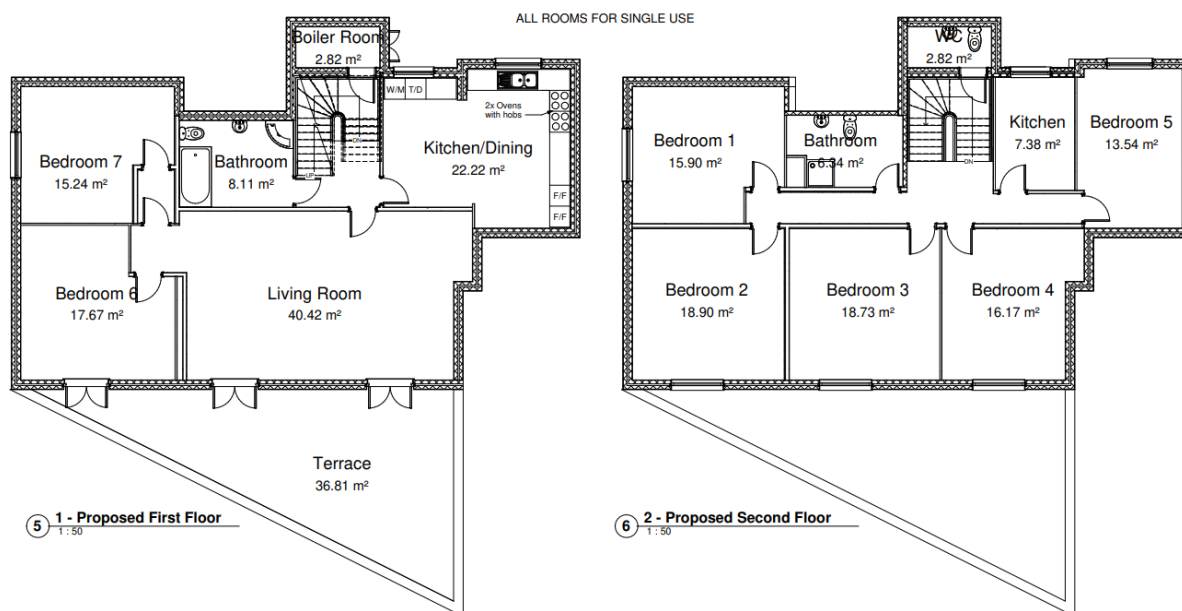 ALL ROOMS FOR SINGLE USE
Boiler Room
2.82 m²
W/M T/D
2x Ovens
with hobs
Bedroom 7
15.24 m²
Bathroom
8.11 m²
DN
UP
Kitchen/Dining
22.22 m²
F/F
F/F
Bedroom 6
17.67 m²
Living Room
40.42 m²
Terrace
36.81 m²
5 1 - Proposed First Floor
1 : 50
WC
2.82 m²
Bedroom 1
15.90 m²
Bathroom
6.34 m²
DN
Kitchen
7.38 m²
Bedroom 5
13.54 m²
Bedroom 2
18.90 m²
Bedroom 3
18.73 m²
Bedroom 4
16.17 m²
6 2 - Proposed Second Floor
1 : 50